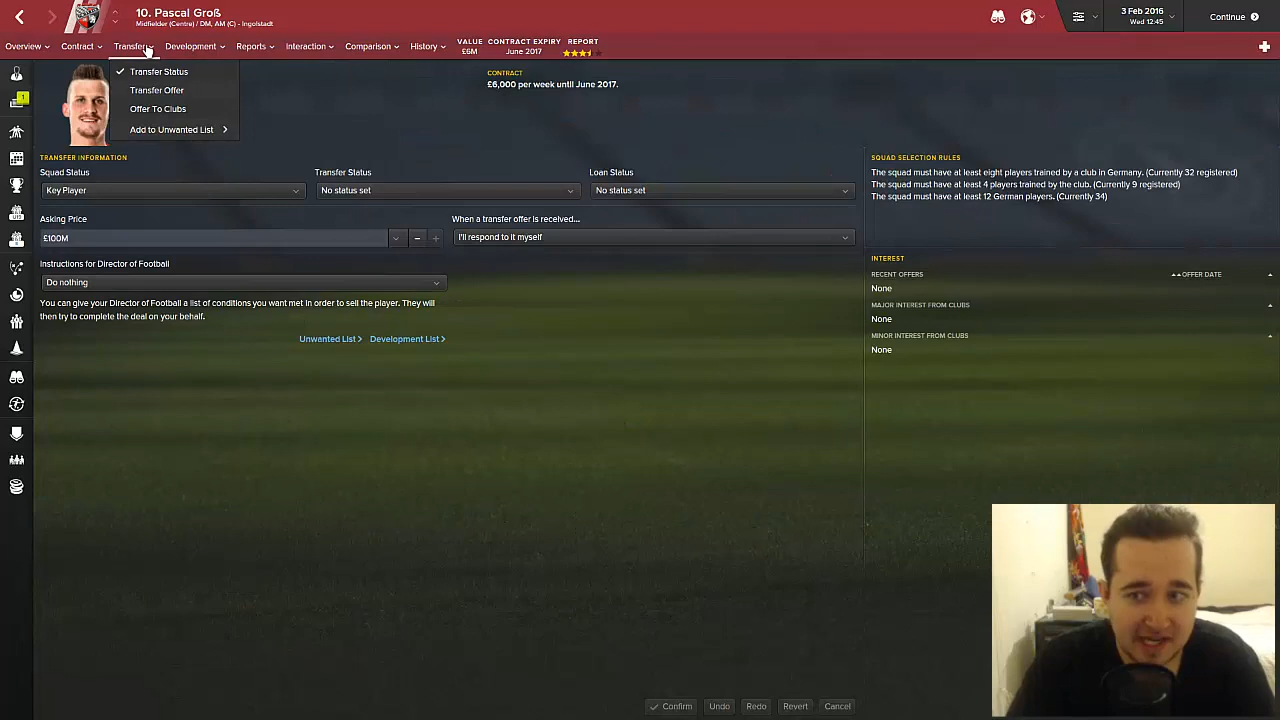 10. Pascal Groß
Midfielder (Centre) / DM, AM (C) - Ingolstadt
3 Feb 2016
Wed 12:45
Continue
Overview
Contract
Transfer
Development
Reports
Interaction
Comparison
History
VALUE
£6M
CONTRACT EXPIRY
June 2017
REPORT
Transfer Status
Transfer Offer
Offer To Clubs
Add to Unwanted List
CONTRACT
£6,000 per week until June 2017.
1
TRANSFER INFORMATION
Squad Status
Transfer Status
Loan Status
Key Player
No status set
No status set
Asking Price
When a transfer offer is received...
£100M
I'll respond to it myself
Instructions for Director of Football
Do nothing
You can give your Director of Football a list of conditions you want met in order to sell the player. They will
then try to complete the deal on your behalf.
Unwanted List >
Development List >
SQUAD SELECTION RULES
The squad must have at least eight players trained by a club in Germany. (Currently 32 registered)
The squad must have at least 4 players trained by the club. (Currently 9 registered)
The squad must have at least 12 German players. (Currently 34)
INTEREST
RECENT OFFERS
OFFER DATE
None
MAJOR INTEREST FROM CLUBS
None
MINOR INTEREST FROM CLUBS
None
Confirm
Undo
Redo
Revert
Cancel